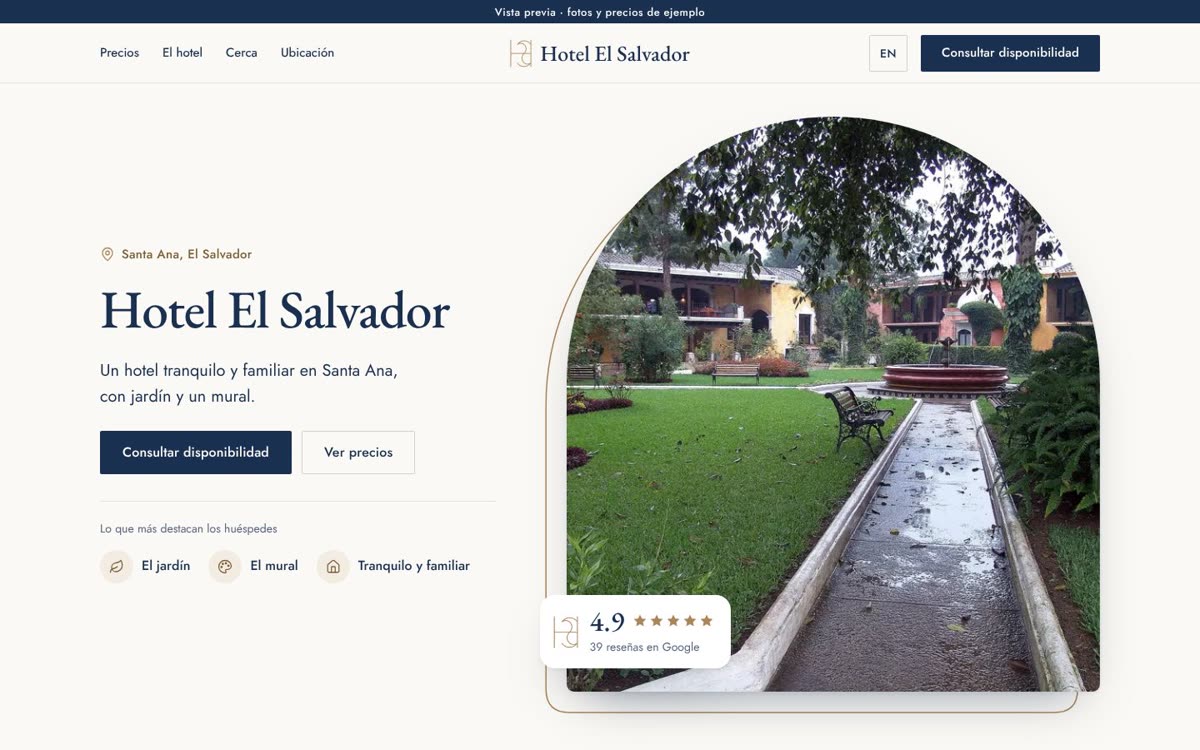 Vista previa · fotos y precios de ejemplo
Precios El hotel Cerca Ubicación
Hotel El Salvador
EN
Consultar disponibilidad
Santa Ana, El Salvador
Hotel El Salvador
Un hotel tranquilo y familiar en Santa Ana,
con jardín y un mural.
Consultar disponibilidad
Ver precios
Lo que más destacan los huéspedes
El jardín
El mural
Tranquilo y familiar
4.9
39 reseñas en Google